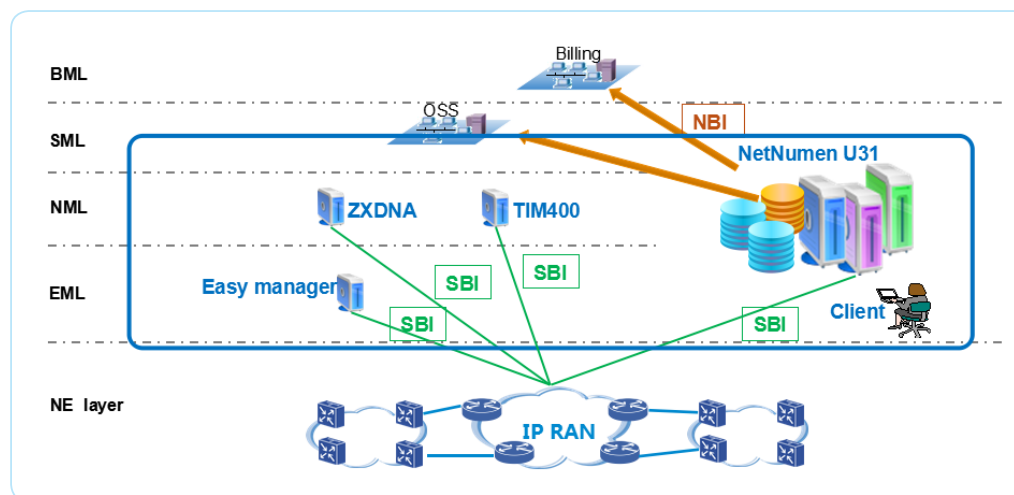 Billing
BML
OSS
NBI
SML
NetNumen U31
NML
ZXDNA
TIM400
SBI
SBI
EML
Easy manager
SBI
SBI
Client
NE layer
IP RAN